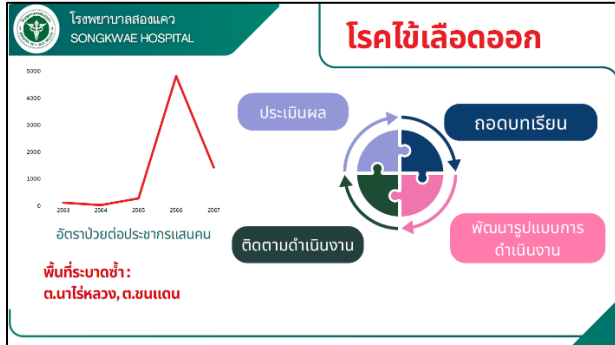 โรงพยาบาลสองแคว
SONGKWAE HOSPITAL
โรคไข้เลือดออก
5000
4000
3000
2000
1000
0
2563 2564 2565 2566 2567
อัตราป่วยต่อประชากรแสนคน
พื้นที่ระบาดซ้ำ :
ต.นาไร่หลวง, ต.ชนแดน
ประเมินผล
ถอดบทเรียน
ติดตามดำเนินงาน
พัฒนารูปแบบการ
ดำเนินงาน